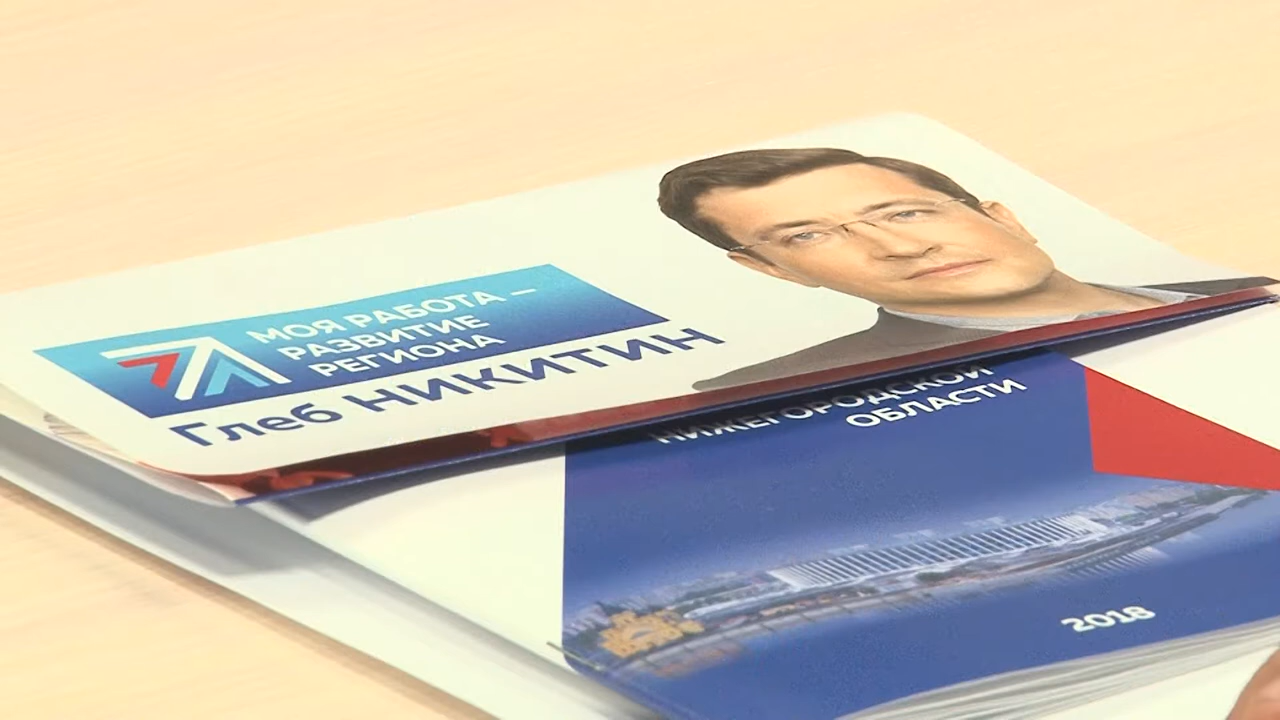 МОЯ РАБОТА –
РАЗВИТИЕ
РЕГИОНА
Глеб НИКИТИН
НИЖЕГОРОДСКОЙ
ОБЛАСТИ
2018